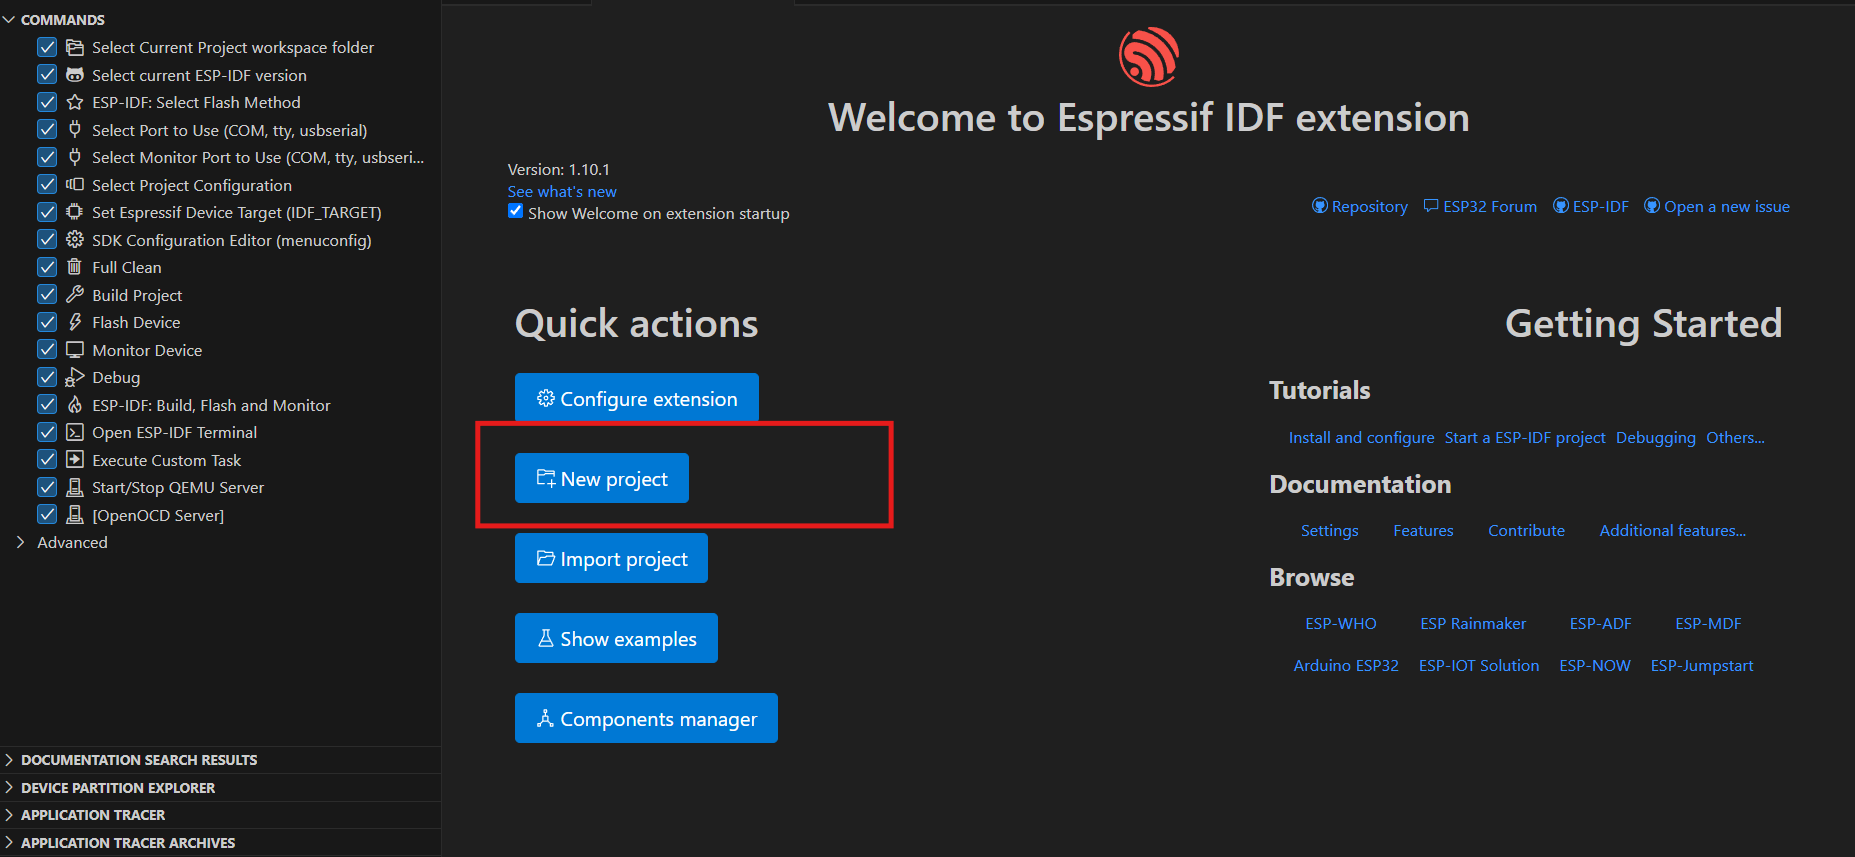 COMMANDS
Select Current Project workspace folder
Select current ESP-IDF version
ESP-IDF: Select Flash Method
Select Port to Use (COM, tty, usbserial)
Select Monitor Port to Use (COM, tty, usbseri...
Select Project Configuration
Set Espressif Device Target (IDF_TARGET)
SDK Configuration Editor (menuconfig)
Full Clean
Build Project
Flash Device
Monitor Device
Debug
ESP-IDF: Build, Flash and Monitor
Open ESP-IDF Terminal
Execute Custom Task
Start/Stop QEMU Server
[OpenOCD Server]
Advanced
DOCUMENTATION SEARCH RESULTS
DEVICE PARTITION EXPLORER
APPLICATION TRACER
APPLICATION TRACER ARCHIVES
Welcome to Espressif IDF extension
Version: 1.10.1
See what's new
Show Welcome on extension startup
Repository ESP32 Forum ESP-IDF Open a new issue
Quick actions
Configure extension
New project
Import project
Show examples
Components manager
Getting Started
Tutorials
Install and configure Start a ESP-IDF project Debugging Others...
Documentation
Settings Features Contribute Additional features...
Browse
ESP-WHO ESP Rainmaker ESP-ADF ESP-MDF
Arduino ESP32 ESP-IOT Solution ESP-NOW ESP-Jumpstart